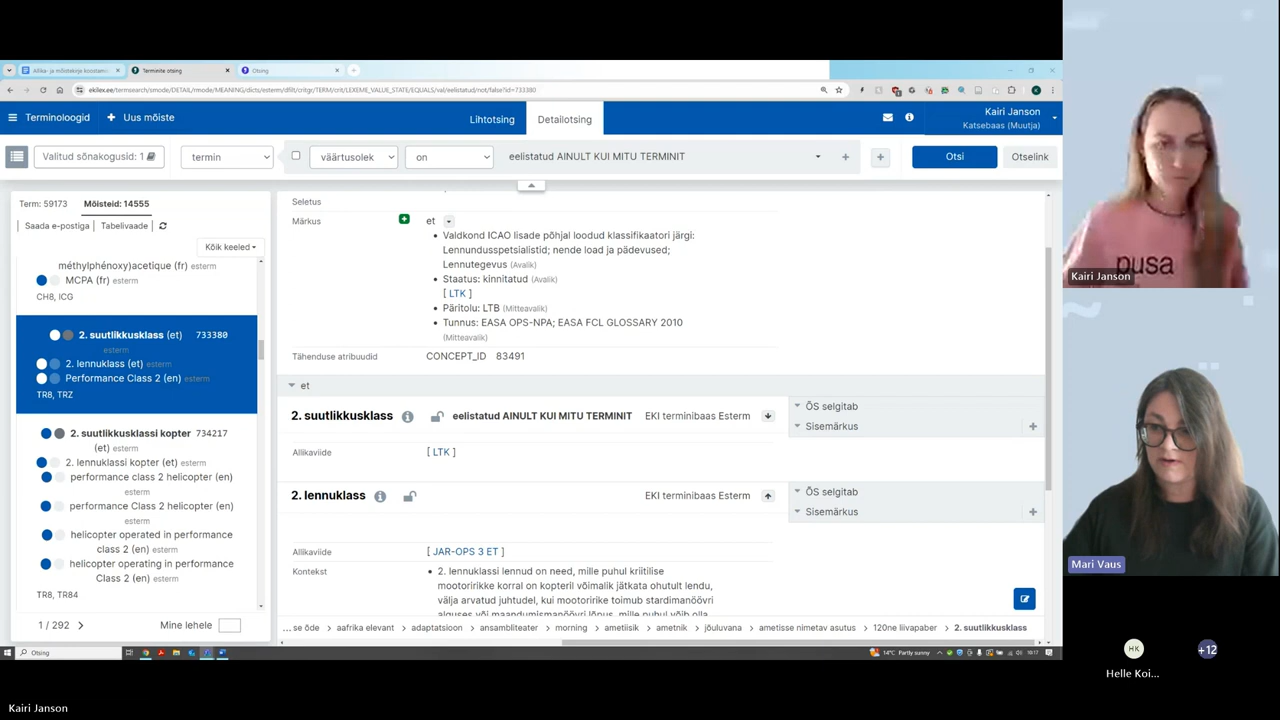 Allika- ja mõistekirje koostami
Terminite otsing
Otsing
ekilex.ee/termsearch/smode/DETAIL/rmode/MEANING/dicts/esterm/dfilt/critgr/TERM/crit/LEXEME_VALUE_STATE/EQUALS/val/eelistatud/not/false?id=733380
Terminoloogid
Uus mõiste
Lihtotsing
Detailotsing
Kairi Janson
Katsebaas (Muutja)
Valitud sõnakogusid: 1
termin
väärtusolek
on
eelistatud AINULT KUI MITU TERMINIT
Otsi
Otselink
Term: 59173 Mõisteid: 14555
Saada e-postiga Tabelivaade
Kõik keeled
méthylphénoxy)acetique (fr) esterm
MCPA (fr) esterm
CH8, ICG
2. suutlikkusklass (et) 733380
esterm
2. lennuklass (et) esterm
Performance Class 2 (en) esterm
TR8, TRZ
2. suutlikkusklassi kopter 734217
(et) esterm
2. lennuklassi kopter (et) esterm
performance class 2 helicopter (en)
esterm
performance Class 2 helicopter (en)
esterm
helicopter operated in performance
class 2 (en) esterm
helicopter operating in performance
Class 2 (en) esterm
TR8, TR84
1 / 292
Mine lehele
Seletus
Märkus
et
Valdkond ICAO lisade põhjal loodud klassifikaatori järgi:
Lennundusspetsialistid; nende load ja pädevused;
Lennutegevus (Avalik)
Staatus: kinnitatud (Avalik)
[ LTK ]
Päritolu: LTB (Mitteavalik)
Tunnus: EASA OPS-NPA; EASA FCL GLOSSARY 2010
(Mitteavalik)
Tähenduse atribuudid CONCEPT_ID 83491
et
2. suutlikkusklass eelistatud AINULT KUI MITU TERMINIT EKI terminibaas Esterm
Allikaviide [ LTK ]
ÕS selgitab
Sisemärkus
2. lennuklass EKI terminibaas Esterm
ÕS selgitab
Sisemärkus
Allikaviide [ JAR-OPS 3 ET ]
Kontekst 2. lennuklassi lennud on need, mille puhul kriitilise
mootoririkke korral on kopteril võimalik jätkata ohutult lendu,
välja arvatud juhtudel, kui mootoririke toimub stardimanöövri
alguses või maandumismanöövri lõpus, mille puhul võib olla
...se õde > aafrika elevant > adaptatsioon > ansambliteater > morning > ametiisik > ametnik > jõuluvana > ametisse nimetav asutus > 120ne liivapaber > 2. suutlikkusklass
Otsing
14°C Partly sunny
Kairi Janson
pusa
Mari Vaus
HK
+12
Helle Koi...
Kairi Janson